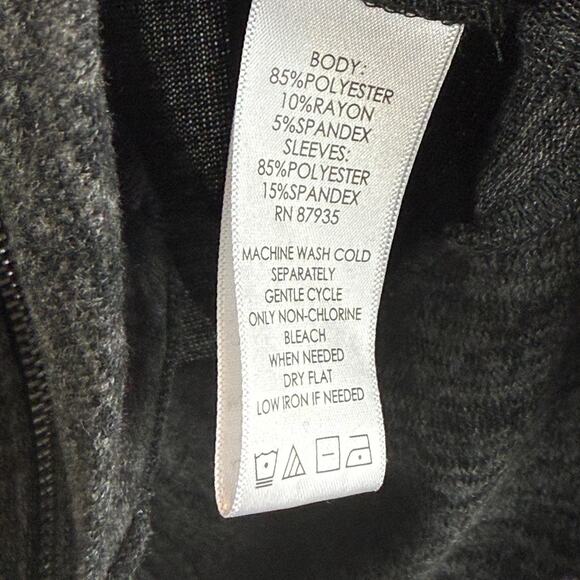 BODY:
85%POLYESTER
10%RAYON
5%SPANDEX
SLEEVES:
85%POLYESTER
15%SPANDEX
RN 87935
MACHINE WASH COLD
SEPARATELY
GENTLE CYCLE
ONLY NON-CHLORINE
BLEACH
WHEN NEEDED
DRY FLAT
LOW IRON IF NEEDED